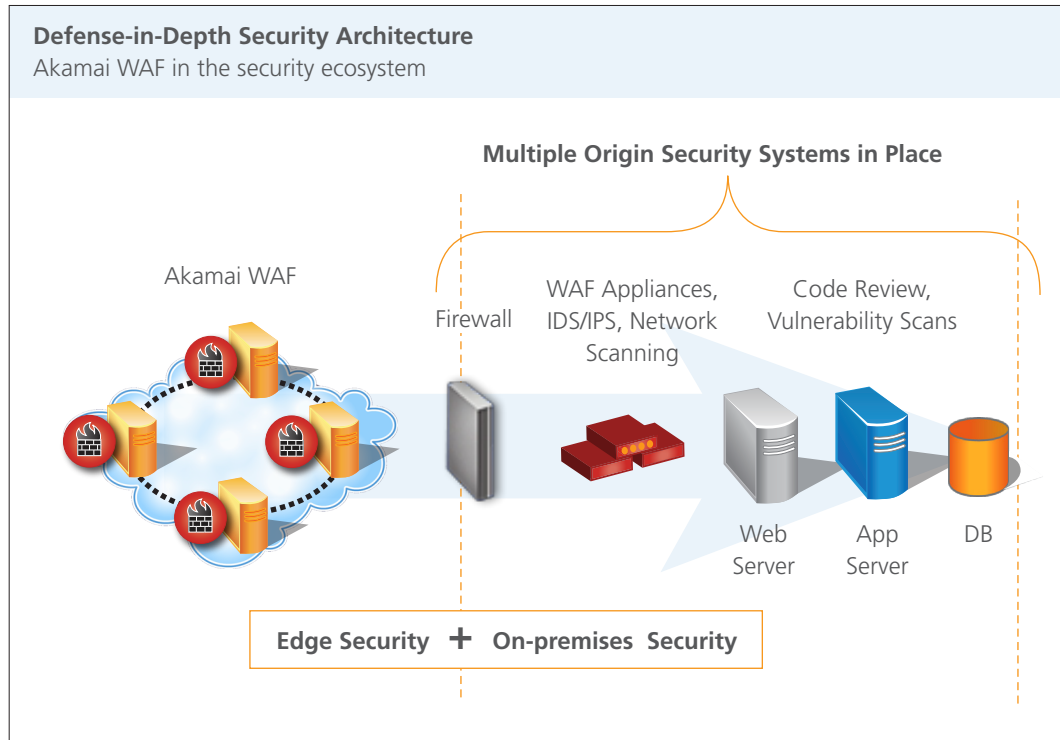 Defense-in-Depth Security Architecture
Akamai WAF in the security ecosystem
Multiple Origin Security Systems in Place
Akamai WAF
Firewall
WAF Appliances,
IDS/IPS, Network
Scanning
Code Review,
Vulnerability Scans
Web
Server
App
Server
DB
Edge Security + On-premises Security